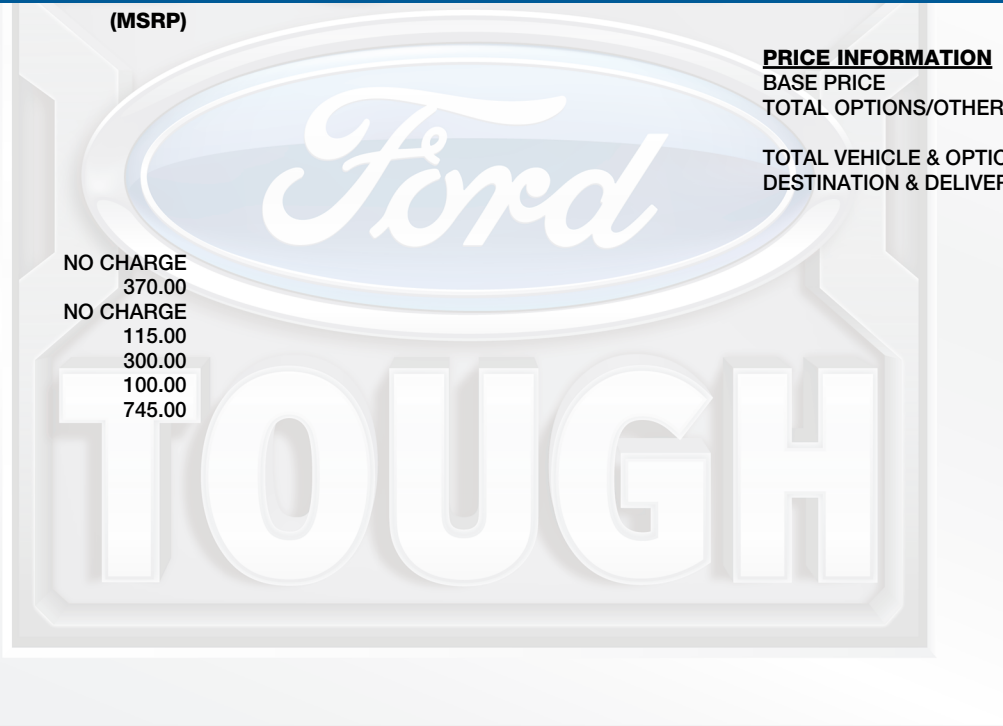 (MSRP)
PRICE INFORMATION
BASE PRICE
TOTAL OPTIONS/OTHER
TOTAL VEHICLE & OPTIO
DESTINATION & DELIVER
NO CHARGE
370.00
NO CHARGE
115.00
300.00
100.00
745.00
Ford
TOUGH